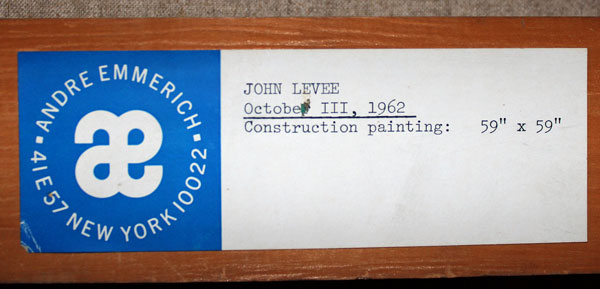 ANDRE EMMERICH
41 E 57 NEW YORK 10022
æ
JOHN LEVEE
October III, 1962
Construction painting: 59" x 59"